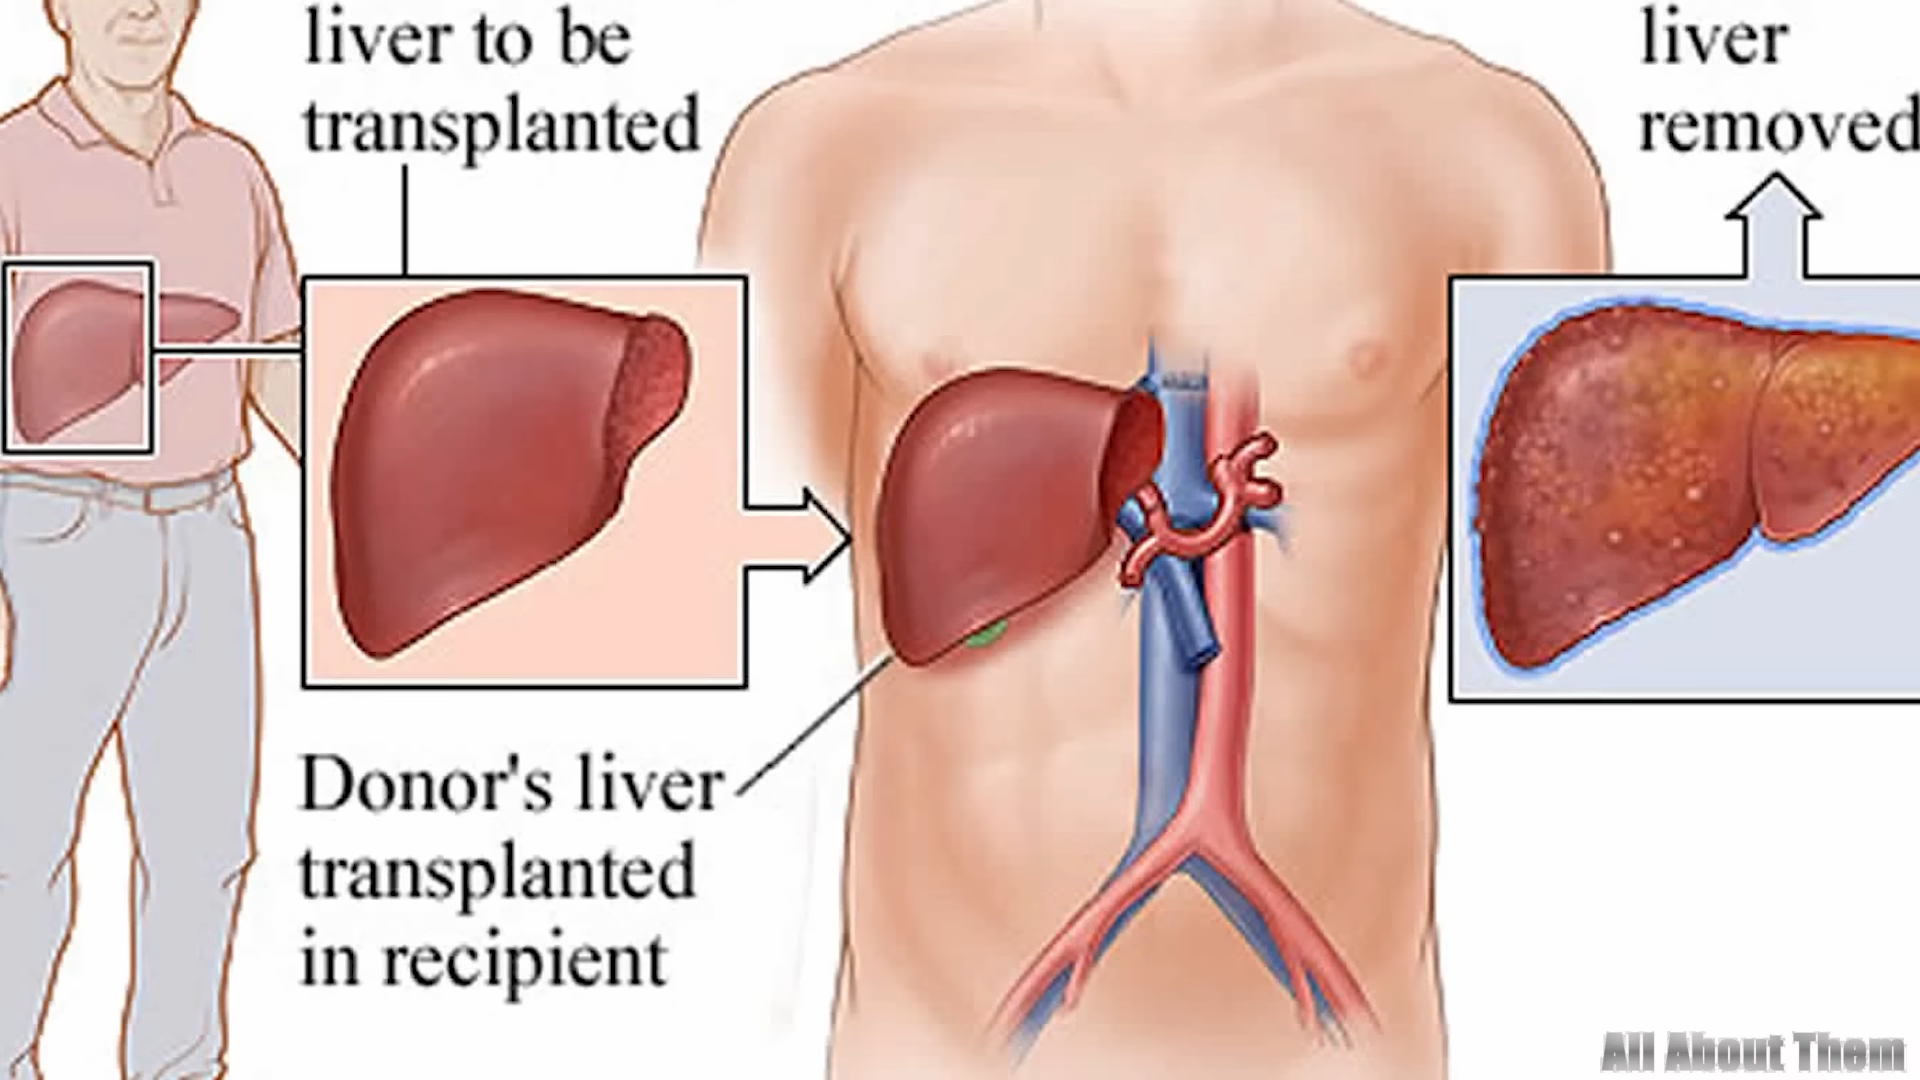 liver to be
transplanted
liver
removed
Donor's liver
transplanted
in recipient
All About Them